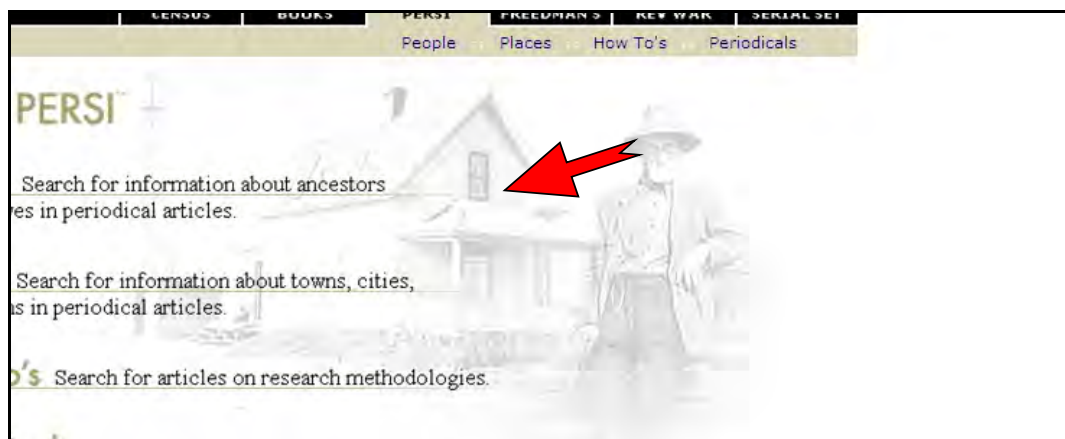 CENSUS BOOKS PERSI FREEDMAN'S REV WAR SERIAL SET
People Places How To's Periodicals
PERSI™
Search for information about ancestors
in periodical articles.
Search for information about towns, cities,
in periodical articles.
Search for articles on research methodologies.